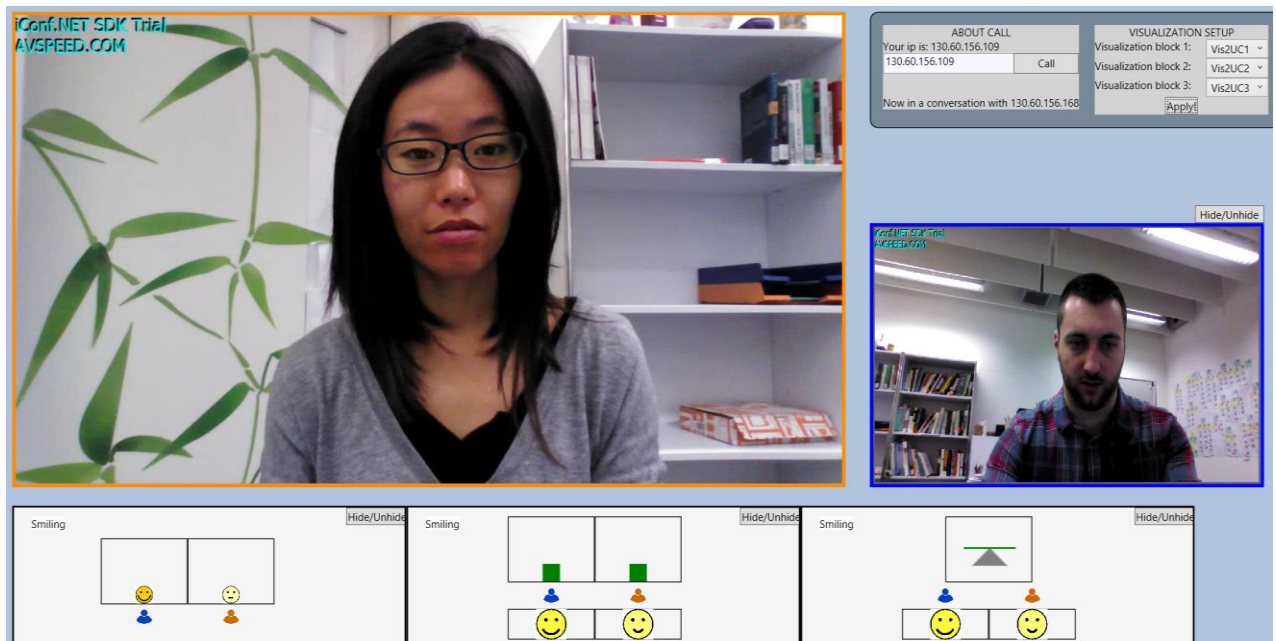 iConf.NET SDK Trial
AVSPEED.COM
ABOUT CALL
Your ip is: 130.60.156.109
130.60.156.109
Call
Now in a conversation with 130.60.156.168
VISUALIZATION SETUP
Visualization block 1:
Vis2UC1
Visualization block 2:
Vis2UC2
Visualization block 3:
Vis2UC3
Apply!
Hide/Unhide
iConf.NET SDK Trial
AVSPEED.COM
Smiling
Hide/Unhide
Smiling
Hide/Unhide
Smiling
Hide/Unhide